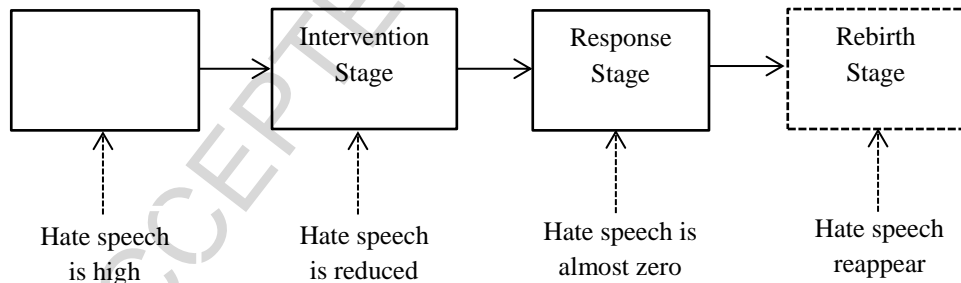 Intervention
Stage
Response
Stage
Rebirth
Stage
Hate speech
is high
Hate speech
is reduced
Hate speech is
almost zero
Hate speech
reappear
CCEPTE